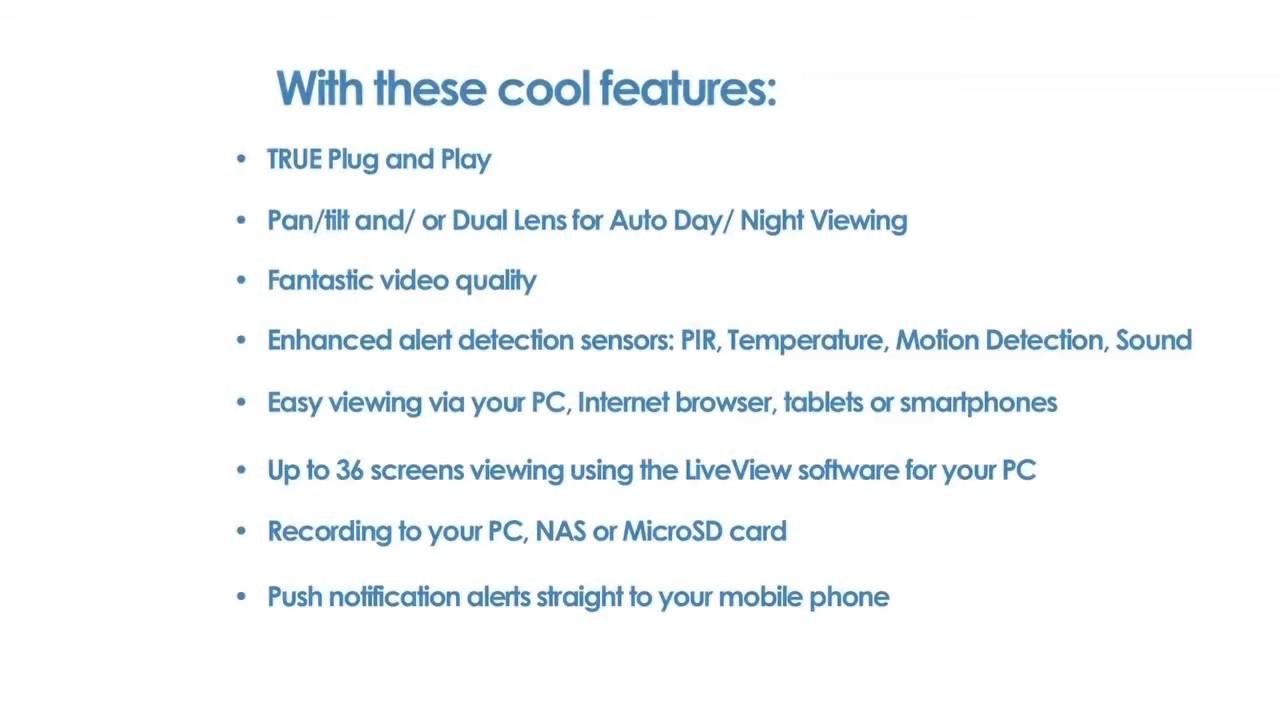 With these cool features:
• TRUE Plug and Play
• Pan/tilt and/ or Dual Lens for Auto Day/ Night Viewing
• Fantastic video quality
• Enhanced alert detection sensors: PIR, Temperature, Motion Detection, Sound
• Easy viewing via your PC, Internet browser, tablets or smartphones
• Up to 36 screens viewing using the LiveView software for your PC
• Recording to your PC, NAS or MicroSD card
• Push notification alerts straight to your mobile phone